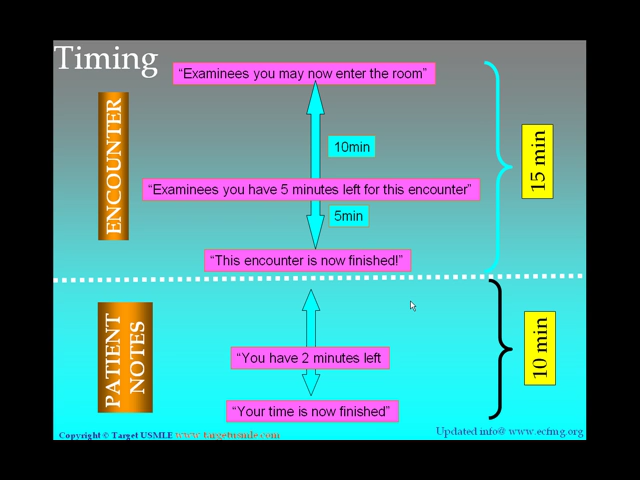 Timing
“Examinees you may now enter the room”
ENCOUNTER
10min
15 min
“Examinees you have 5 minutes left for this encounter”
5min
“This encounter is now finished!”
PATIENT
NOTES
“You have 2 minutes left
10 min
“Your time is now finished”
Copyright © Target USMLE www.targetusmle.com
Updated info@ www.ecfmg.org